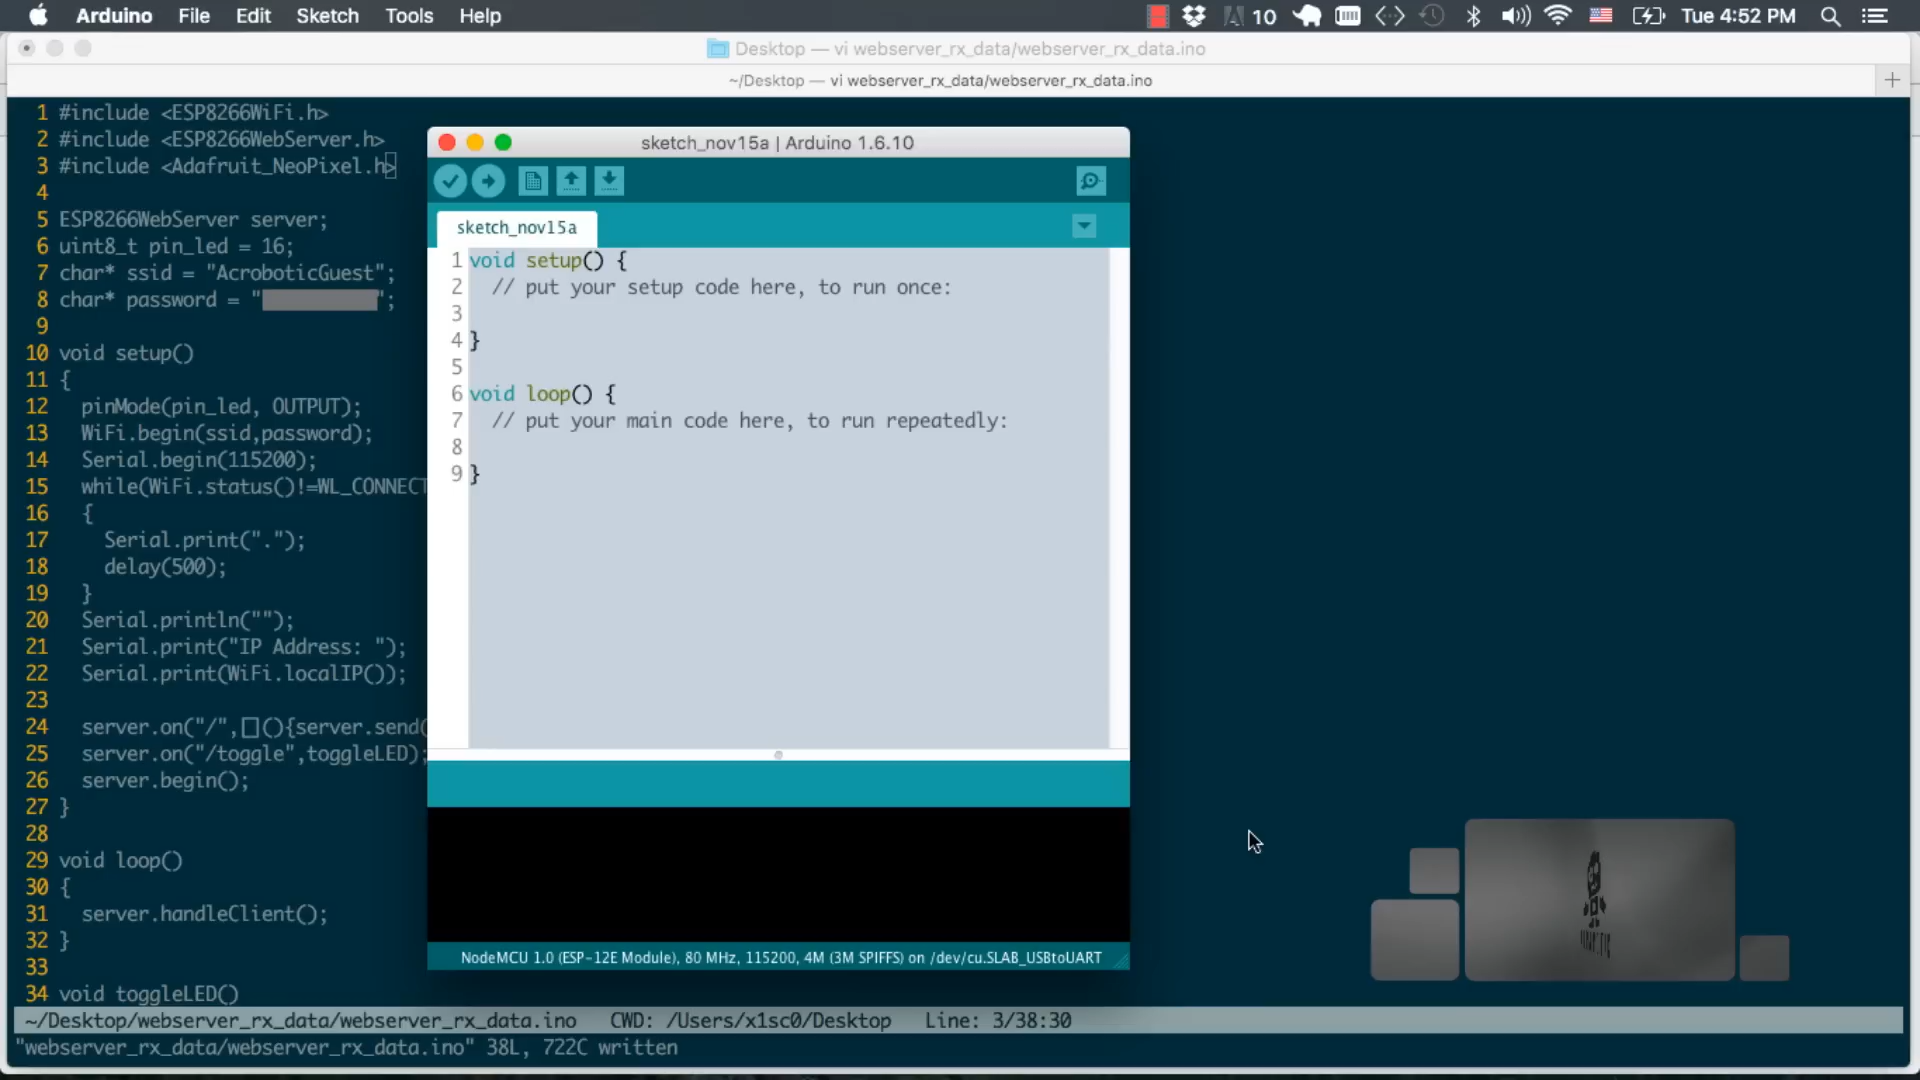 Arduino File Edit Sketch Tools Help 10 Tue 4:52 PM
Desktop — vi webserver_rx_data/webserver_rx_data.ino
~/Desktop — vi webserver_rx_data/webserver_rx_data.ino
1 #include <ESP8266WiFi.h>
2 #include <ESP8266WebServer.h>
3 #include <Adafruit_NeoPixel.h>
4
5 ESP8266WebServer server;
6 uint8_t pin_led = 16;
7 char* ssid = "AcroboticGuest";
8 char* password = "";
9
10 void setup()
11 {
12 pinMode(pin_led, OUTPUT);
13 WiFi.begin(ssid,password);
14 Serial.begin(115200);
15 while(WiFi.status()!=WL_CONNECT
16 {
17 Serial.print(".");
18 delay(500);
19 }
20 Serial.println("");
21 Serial.print("IP Address: ");
22 Serial.print(WiFi.localIP());
23
24 server.on("/",[](){server.send(
25 server.on("/toggle",toggleLED);
26 server.begin();
27 }
28
29 void loop()
30 {
31 server.handleClient();
32 }
33
34 void toggleLED()
~/Desktop/webserver_rx_data/webserver_rx_data.ino CWD: /Users/x1sc0/Desktop Line: 3/38:30
"webserver_rx_data/webserver_rx_data.ino" 38L, 722C written
sketch_nov15a | Arduino 1.6.10
sketch_nov15a
1 void setup() {
2 // put your setup code here, to run once:
3
4 }
5
6 void loop() {
7 // put your main code here, to run repeatedly:
8
9 }
NodeMCU 1.0 (ESP-12E Module), 80 MHz, 115200, 4M (3M SPIFFS) on /dev/cu.SLAB_USBtoUART